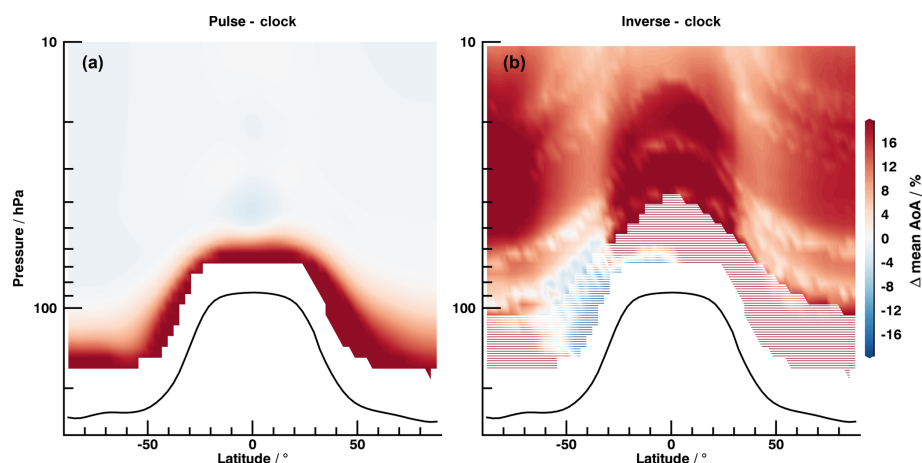 Pulse - clock
Inverse - clock
10
10
(a)
(b)
Pressure / hPa
100
100
16
12
8
4
0
-4
-8
-12
-16
Δ mean AoA / %
-50
0
50
-50
0
50
Latitude / °
Latitude / °